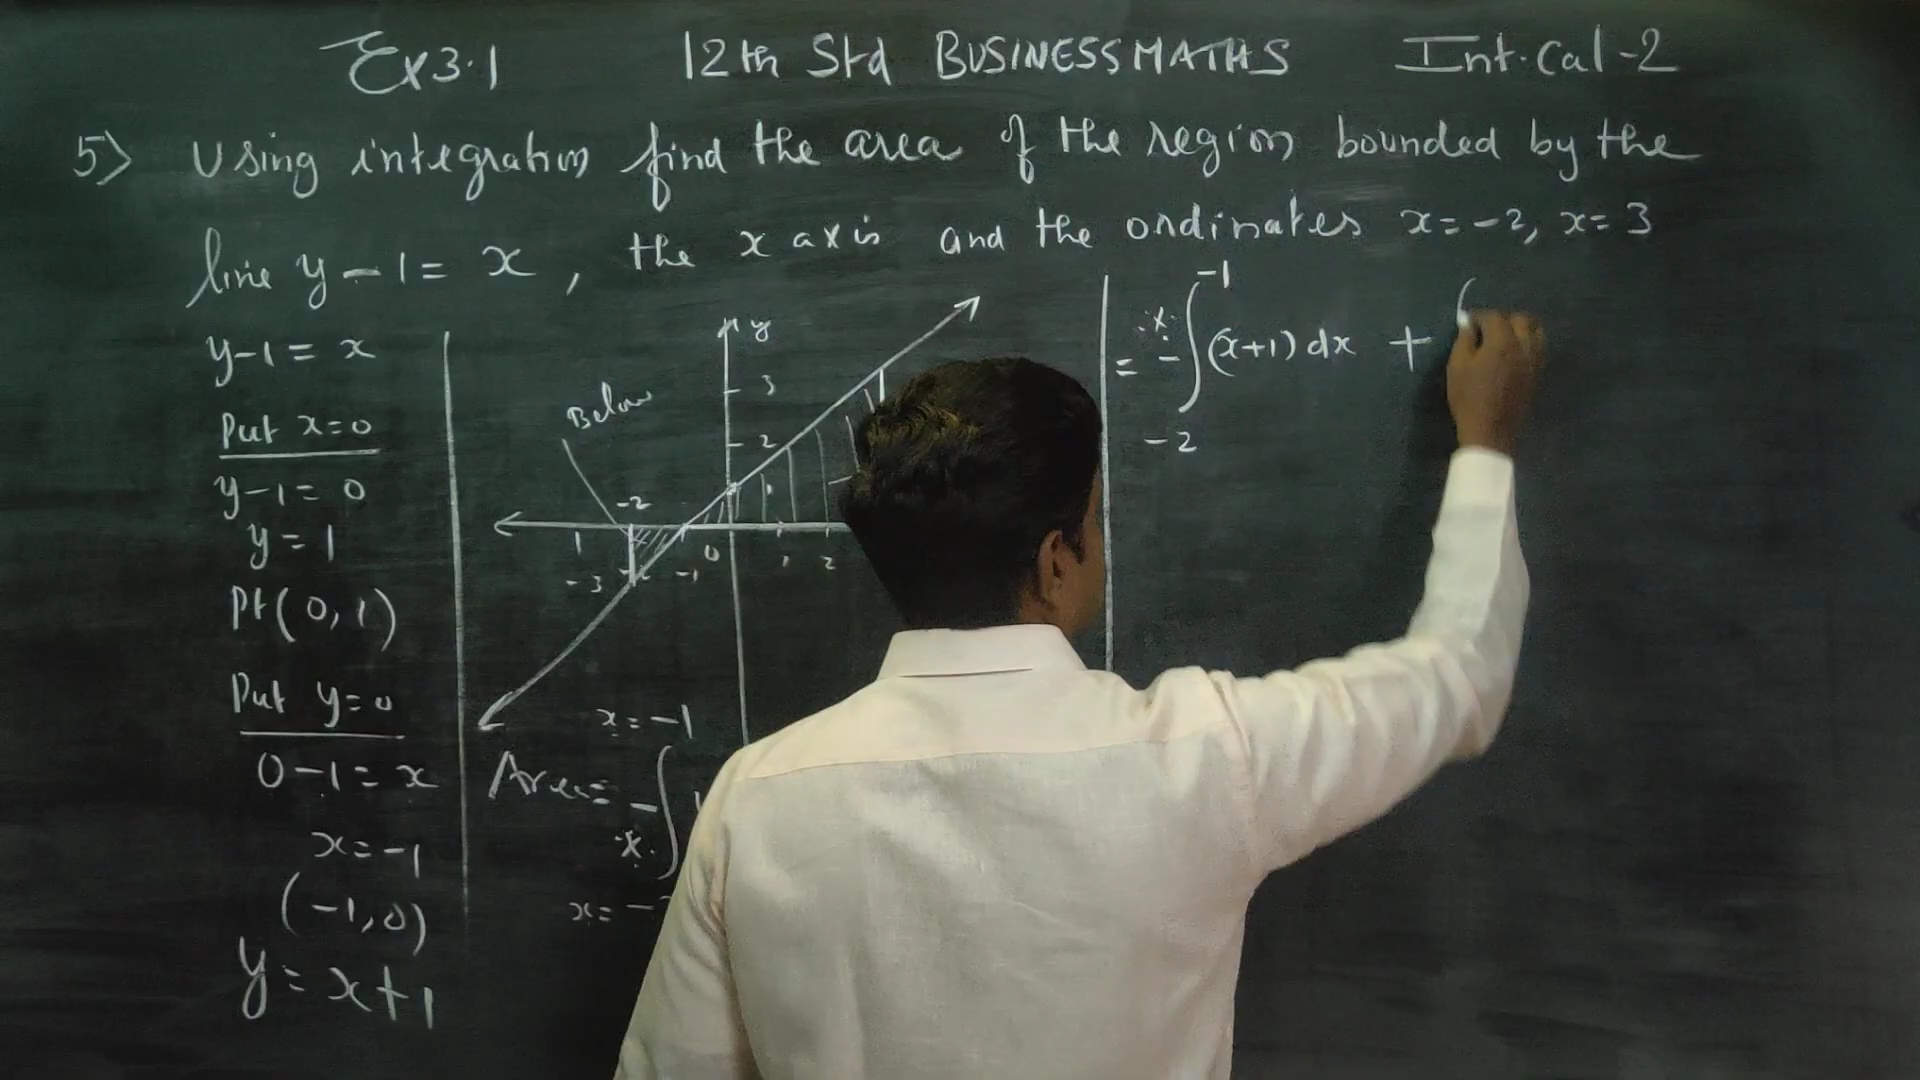 Ex 3.1 12th Std BUSINESS MATHS Int. Cal - 2
5) Using integration find the area of the region bounded by the
line y - 1 = x , the x axis and the ordinates x = -2, x = 3
y - 1 = x
Put x = 0
y - 1 = 0
y = 1
Pt (0, 1)
Put y = 0
0 - 1 = x
x = -1
(-1, 0)
y = x + 1
y
3
Below
2
-2
1
0
-3 -1 1 2
x = -1
Area = - ∫
x = -2
-1
= - ∫ (x+1) dx +
-2